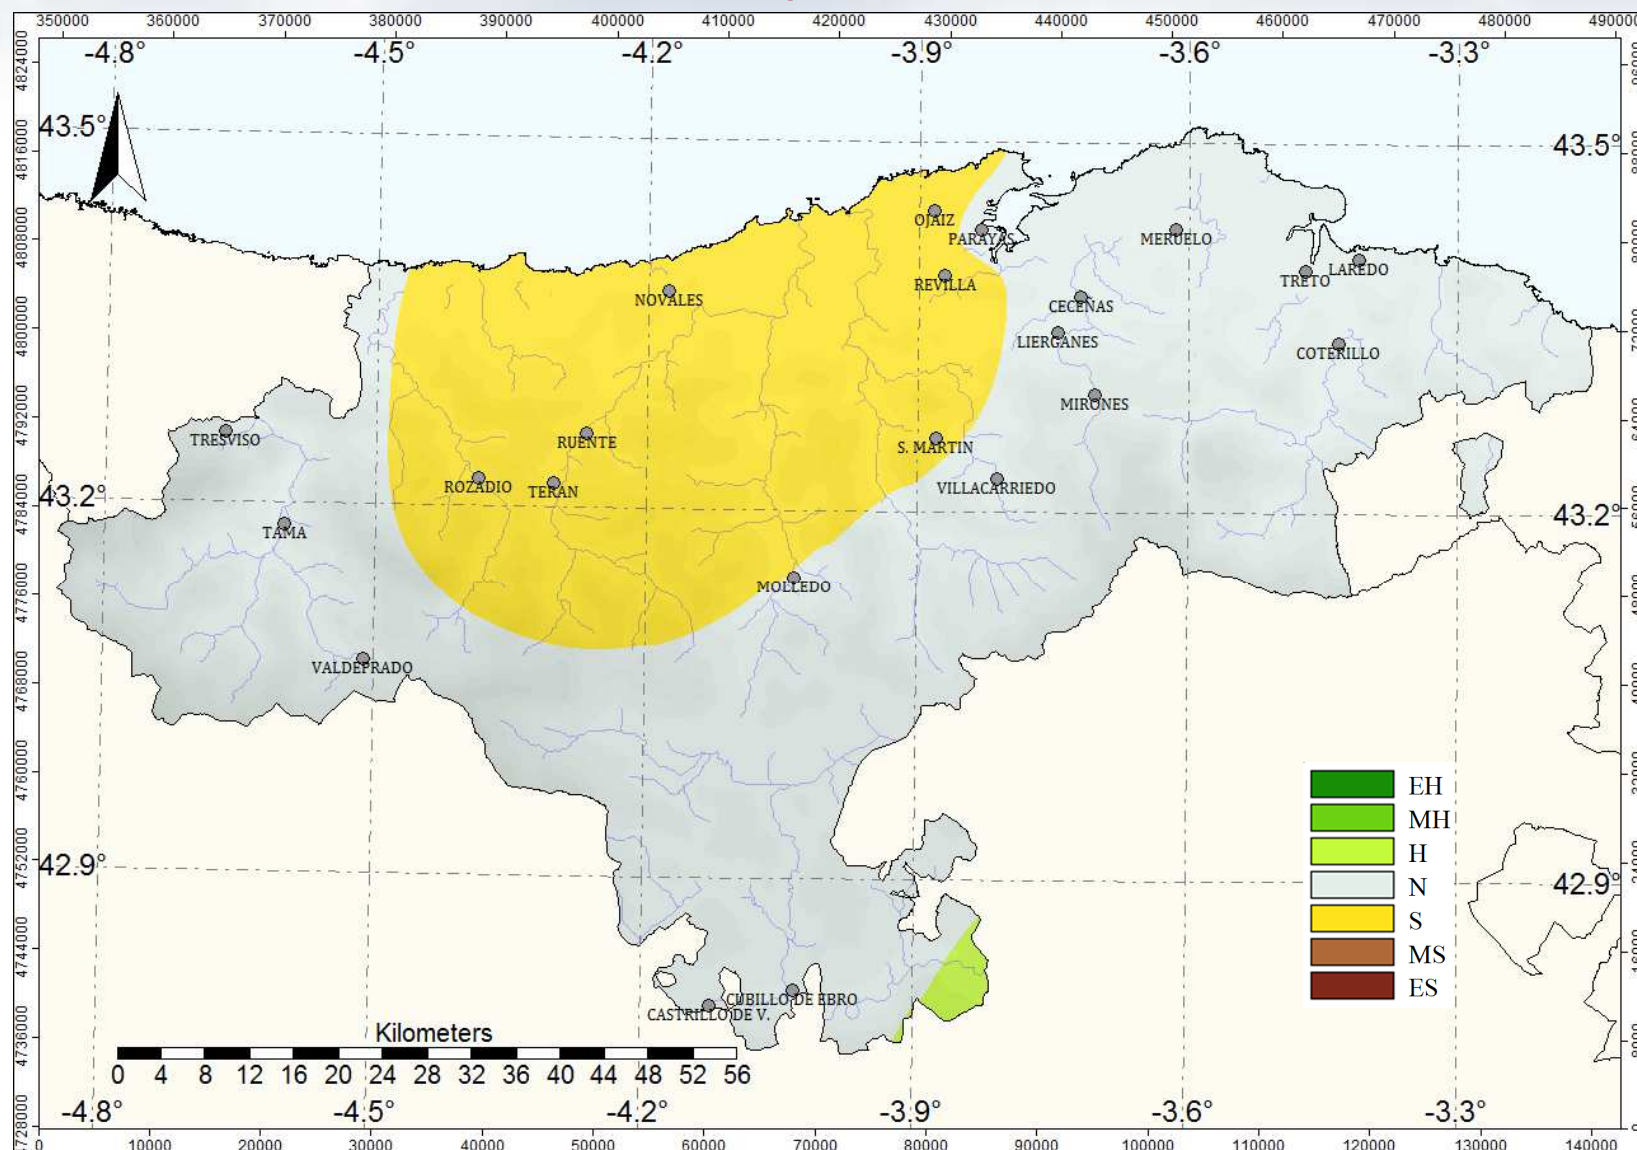 350000 360000 370000 380000 390000 400000 410000 420000 430000 440000 450000 460000 470000 480000 490000
-4.8° -4.5° -4.2° -3.9° -3.6° -3.3°
4824000
43.5° 43.5°
4816000
OJAIZ
4808000
PARAYAS MERUELO
LAREDO
REVILLA TRETO
NOVALES CECEÑAS
4800000
LIERGANES
COTERILLO
4792000
MIRONES
TRESVISO RUENTE
S. MARTIN
ROZADIO TERAN VILLACARRIEDO
43.2° 43.2°
4784000
TAMA
4776000
MOLLEDO
VALDEPRADO
4768000
4760000
EH
MH
H
N
S
MS
ES
4752000
42.9° 42.9°
4744000
CUBILLO DE EBRO
CASTRILLO DE V.
4736000
Kilometers
0 4 8 12 16 20 24 28 32 36 40 44 48 52 56
-4.8° -4.5° -4.2° -3.9° -3.6° -3.3°
4728000
0 10000 20000 30000 40000 50000 60000 70000 80000 90000 100000 110000 120000 130000 140000